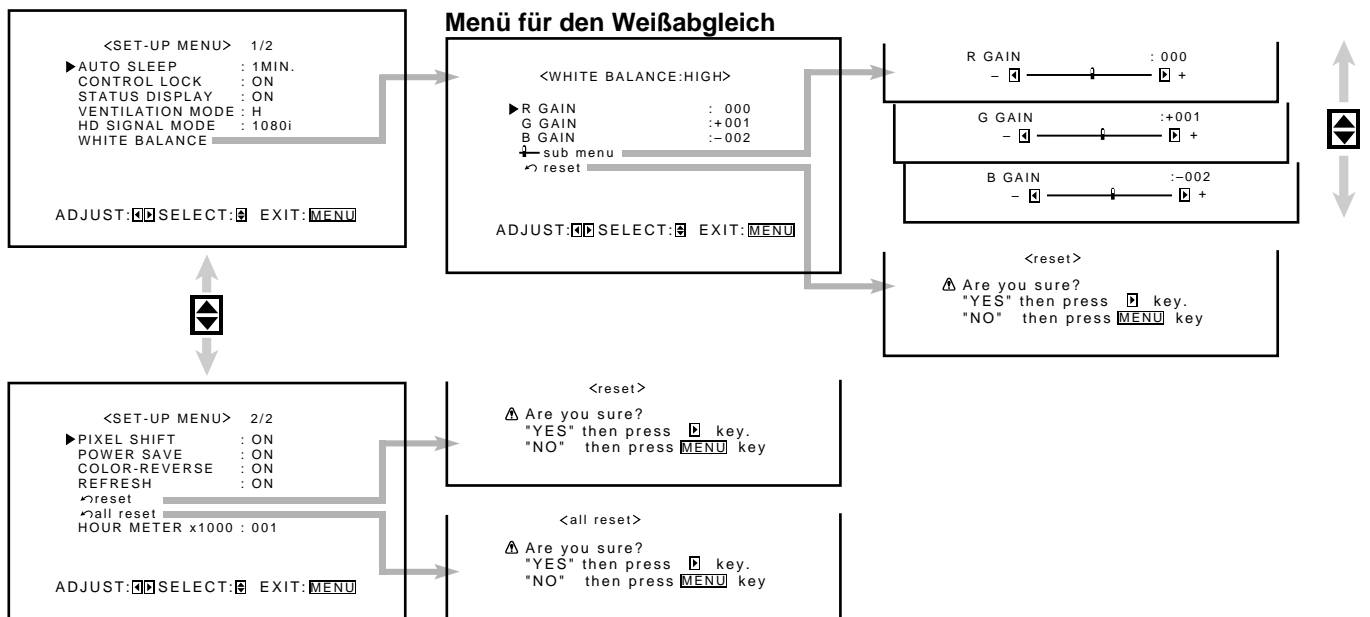 Menü für den Weißabgleich
<SET-UP MENU> 1/2
▶AUTO SLEEP : 1MIN.
CONTROL LOCK : ON
STATUS DISPLAY : ON
VENTILATION MODE : H
HD SIGNAL MODE : 1080i
WHITE BALANCE
ADJUST:◀▶SELECT:▲▼ EXIT:MENU
<WHITE BALANCE:HIGH>
▶R GAIN : 000
G GAIN :+001
B GAIN :–002
sub menu
reset
ADJUST:◀▶SELECT:▲▼ EXIT:MENU
R GAIN : 000
– ◀ ▶ +
G GAIN :+001
– ◀ ▶ +
B GAIN :–002
– ◀ ▶ +
<reset>
Are you sure?
"YES" then press ▶ key.
"NO" then press MENU key
<SET-UP MENU> 2/2
▶PIXEL SHIFT : ON
POWER SAVE : ON
COLOR-REVERSE : ON
REFRESH : ON
reset
all reset
HOUR METER x1000 : 001
ADJUST:◀▶SELECT:▲▼ EXIT:MENU
<reset>
Are you sure?
"YES" then press ▶ key.
"NO" then press MENU key
<all reset>
Are you sure?
"YES" then press ▶ key.
"NO" then press MENU key